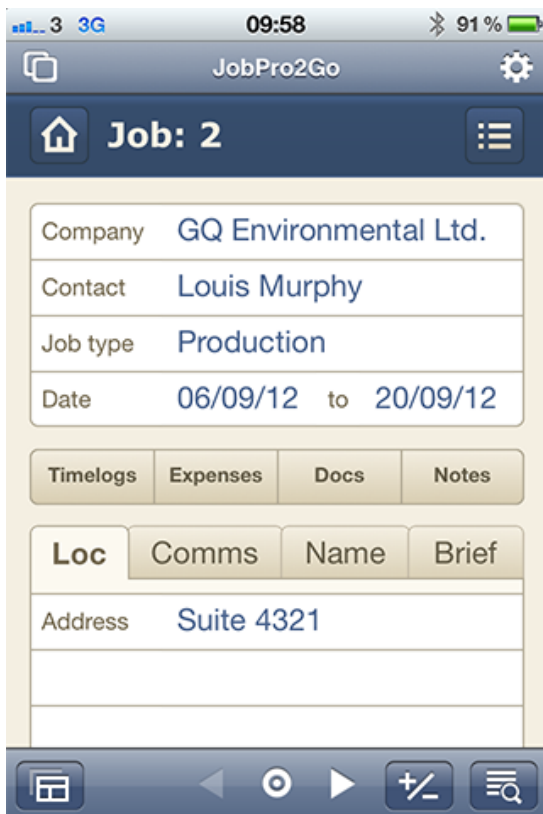 3 3G 09:58 91 %
JobPro2Go
Job: 2
Company GQ Environmental Ltd.
Contact Louis Murphy
Job type Production
Date 06/09/12 to 20/09/12
Timelogs Expenses Docs Notes
Loc Comms Name Brief
Address Suite 4321